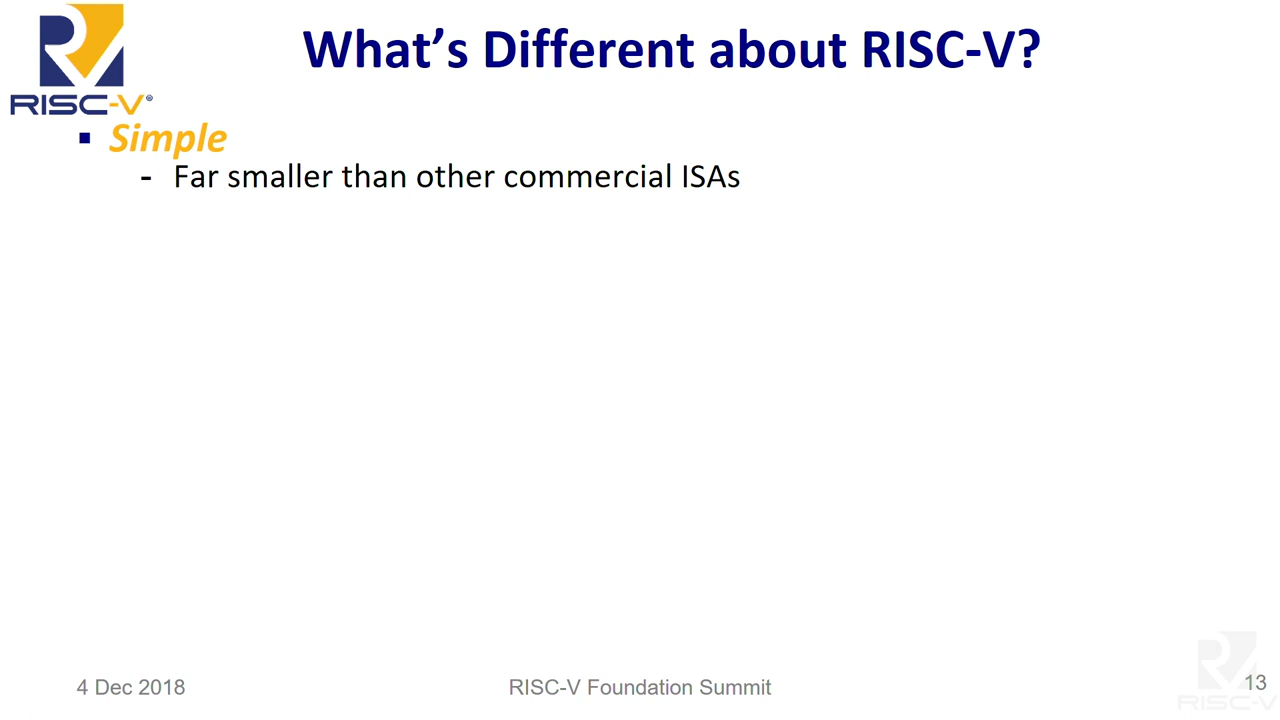 What's Different about RISC-V?
RISC-V®
▪ Simple
- Far smaller than other commercial ISAs
4 Dec 2018
RISC-V Foundation Summit
13
RISC-V